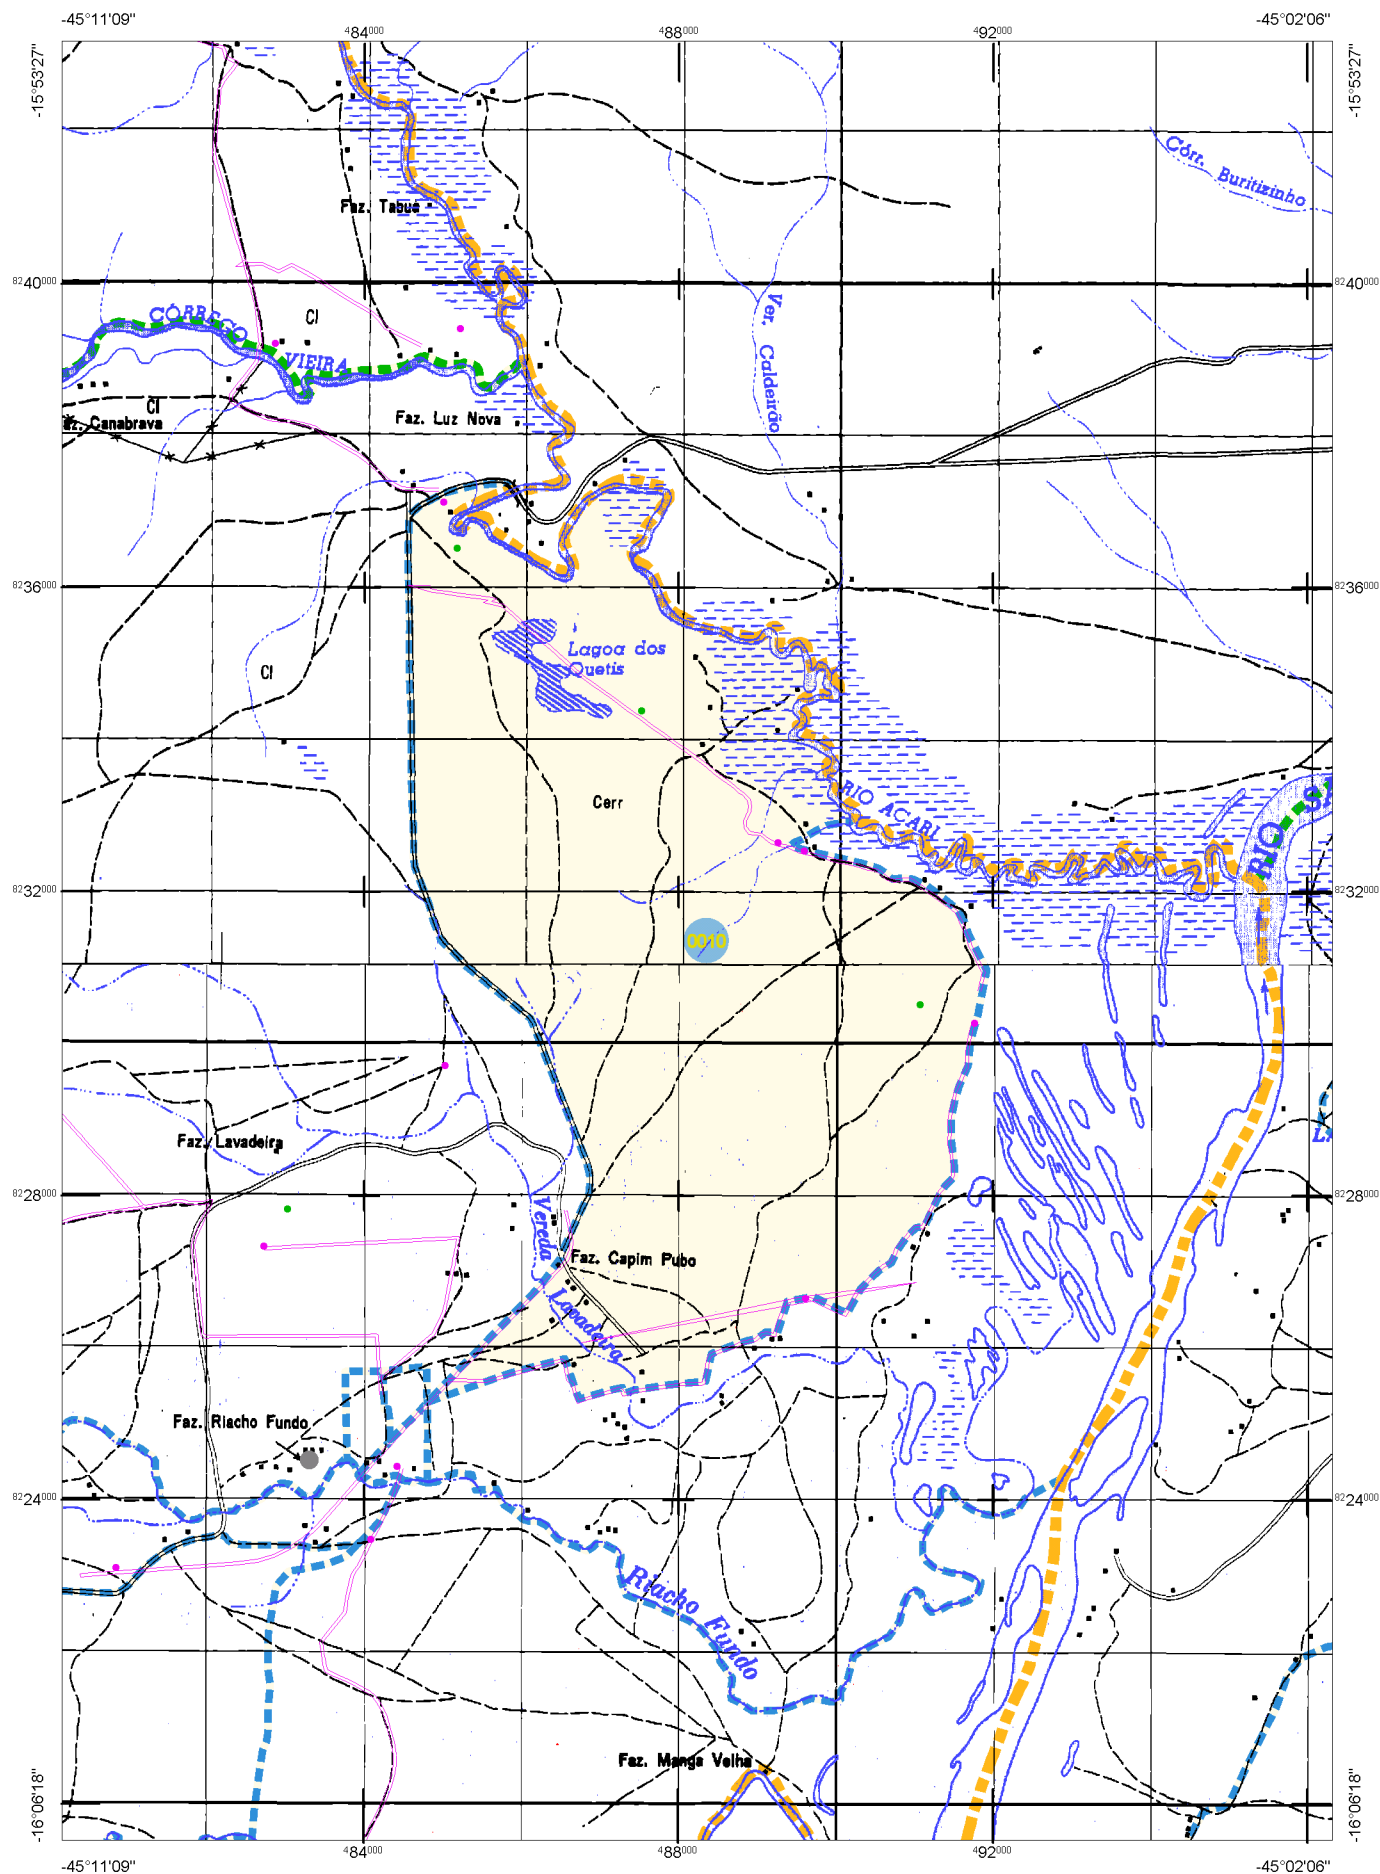 -45°11'09"
-45°02'06"
484000
488000
492000
-15°53'27"
-15°53'27"
Córr. Buritizinho
Faz. Tabua
8240000
8240000
CÓRREGO VIEIRA
CI
Ver. Caldeirão
CI
Faz. Luz Nova
az. Canabrava
8236000
8236000
Lagoa dos
Quetis
CI
Cerr
RIO ACARI
RIO SA
8232000
8232000
0010
Faz. Lavadeira
8228000
8228000
Vereda Lavadeira
Faz. Capim Pubo
Faz. Riacho Fundo
8224000
8224000
Riacho Fundo
Faz. Manga Velha
-16°06'18"
-16°06'18"
484000
488000
492000
-45°11'09"
-45°02'06"